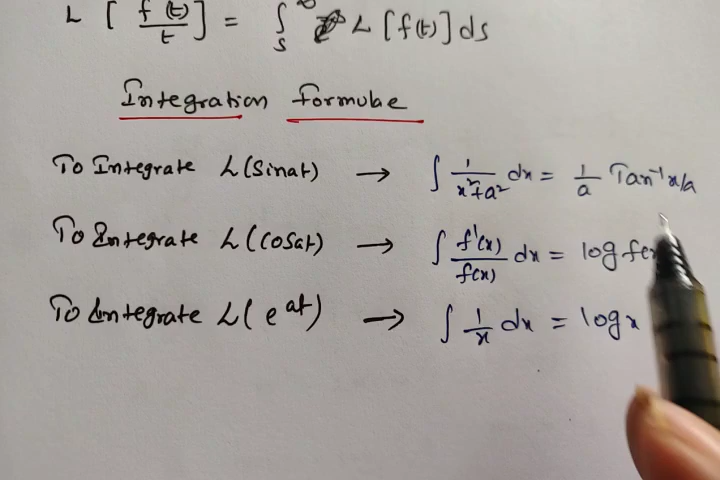 L [ f(t)/t ] = ∫ₛ^∞ L [f(t)] ds
Integration formulae
To Integrate L(Sinat) → ∫ 1/(x²+a²) dx = 1/a Tan⁻¹ x/a
To Integrate L(cosat) → ∫ f'(x)/f(x) dx = log f(x
To Integrate L(e^at) → ∫ 1/x dx = log x